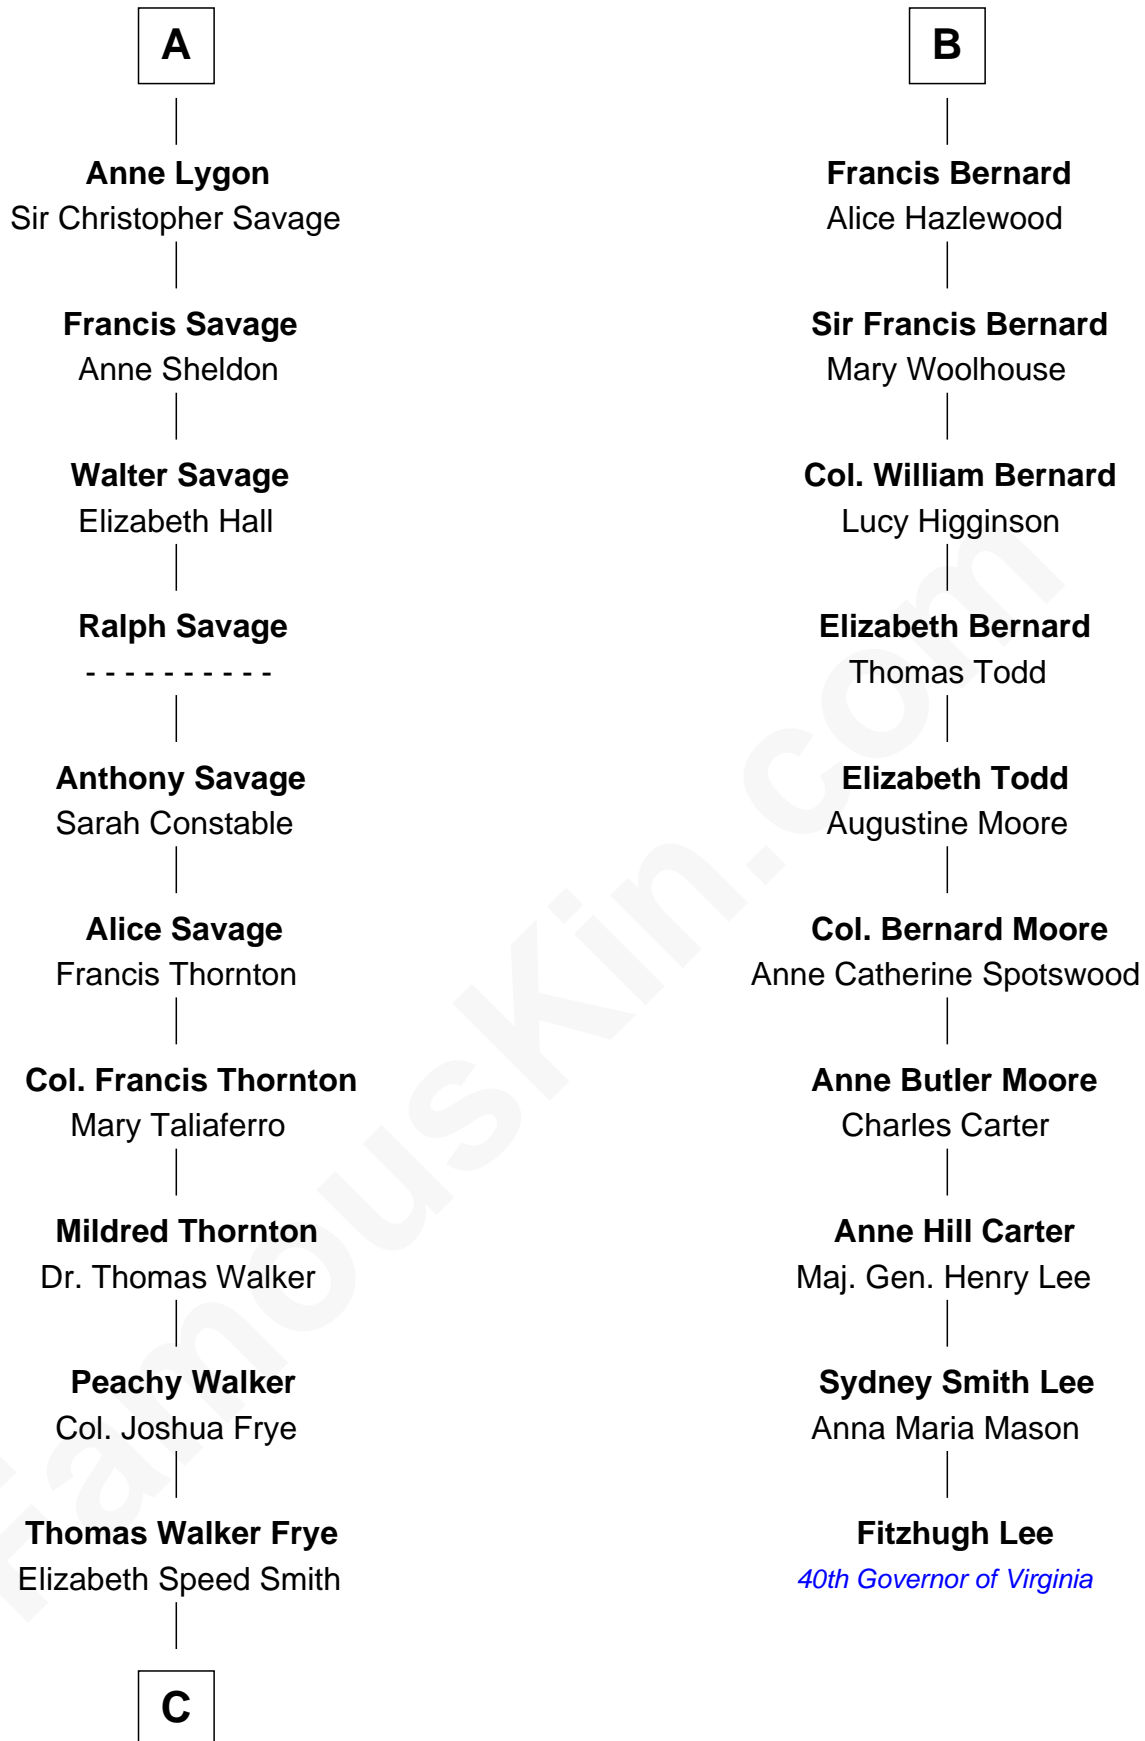 A
Anne Lygon
Sir Christopher Savage
Francis Savage
Anne Sheldon
Walter Savage
Elizabeth Hall
Ralph Savage
- - - - - - - - - -
Anthony Savage
Sarah Constable
Alice Savage
Francis Thornton
Col. Francis Thornton
Mary Taliaferro
Mildred Thornton
Dr. Thomas Walker
Peachy Walker
Col. Joshua Frye
Thomas Walker Frye
Elizabeth Speed Smith
C
B
Francis Bernard
Alice Hazlewood
Sir Francis Bernard
Mary Woolhouse
Col. William Bernard
Lucy Higginson
Elizabeth Bernard
Thomas Todd
Elizabeth Todd
Augustine Moore
Col. Bernard Moore
Anne Catherine Spotswood
Anne Butler Moore
Charles Carter
Anne Hill Carter
Maj. Gen. Henry Lee
Sydney Smith Lee
Anna Maria Mason
Fitzhugh Lee
40th Governor of Virginia
FamousKin.com